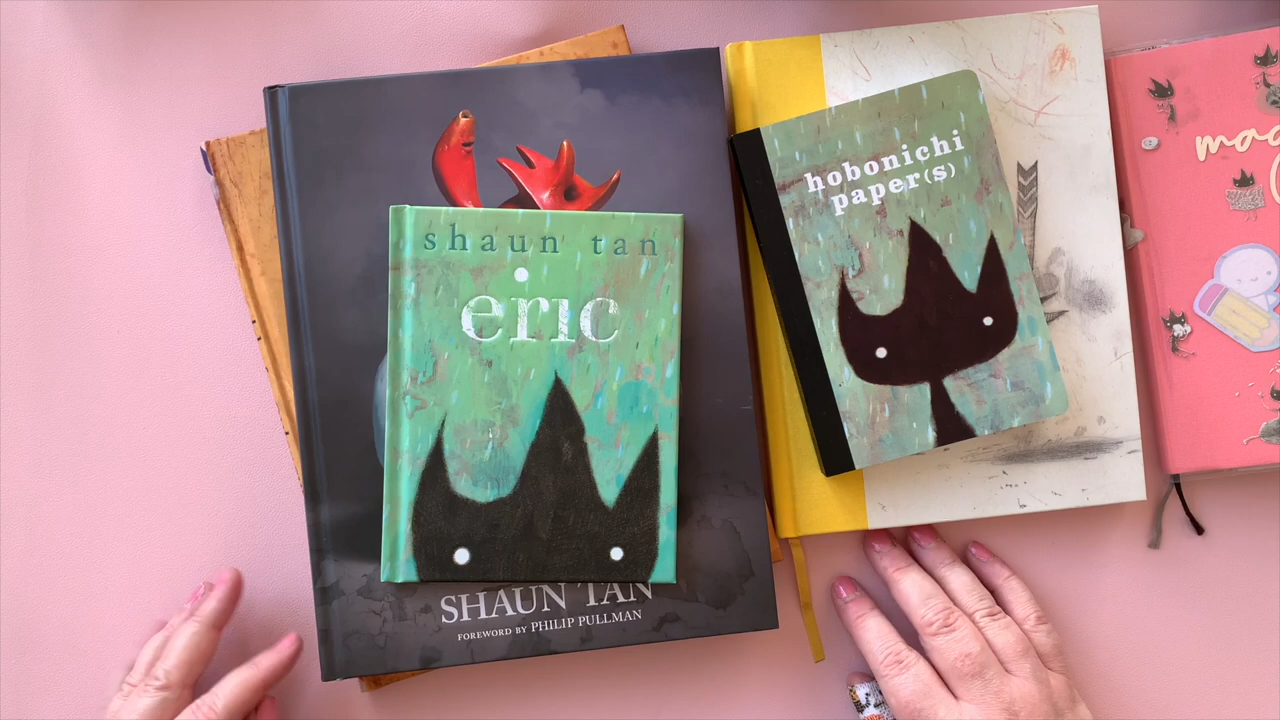 shaun tan
eric
SHAUN TAN
FOREWORD BY PHILIP PULLMAN
hobonichi
paper(s)